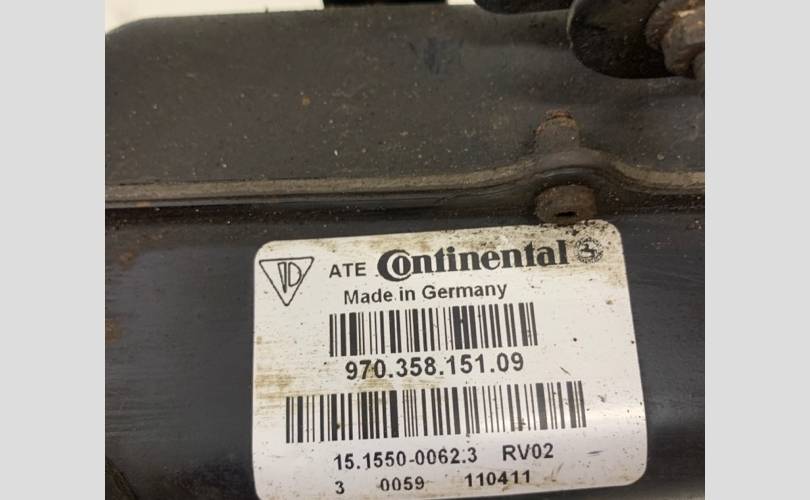 ATE Continental
Made in Germany
970.358.151.09
15.1550-0062.3 RV02
3 0059 110411